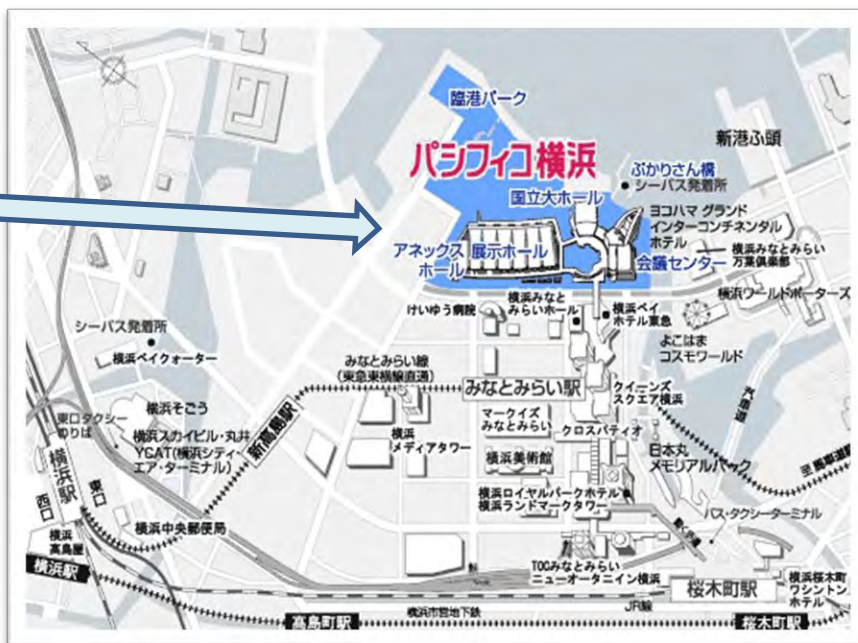 臨港パーク
パシフィコ横浜
新港ふ頭
ぷかりさん橋
シーバス発着所
国立大ホール
ヨコハマ グランド
インターコンチネンタル
ホテル
アネックス
ホール
展示ホール
会議センター
横浜みなとみらい
万葉倶楽部
けいゆう病院
横浜みなと
みらいホール
横浜ベイ
ホテル東急
横浜ワールドポーターズ
よこはま
コスモワールド
シーバス発着所
横浜ベイクォーター
みなとみらい線
(東急東横線直通)
みなとみらい駅
クイーンズ
スクエア横浜
汽車道
東口タクシー
のりば
横浜そごう
横浜スカイビル・丸井
YCAT(横浜シティ・
エア・ターミナル)
新高島駅
横浜
メディアタワー
マークイズ
みなとみらい
クロスパティオ
横浜美術館
日本丸
メモリアルパーク
至馬車道駅
横浜駅
西口
東口
横浜ロイヤルパークホテル
横浜ランドマークタワー
動く歩道
バス・タクシーターミナル
横浜
高島屋
横浜中央郵便局
TOCみなとみらい
ニューオータニイン横浜
桜木町駅
横浜桜木町
ワシントン
ホテル
横浜駅
高島町駅
横浜市営地下鉄
JR線
桜木町駅